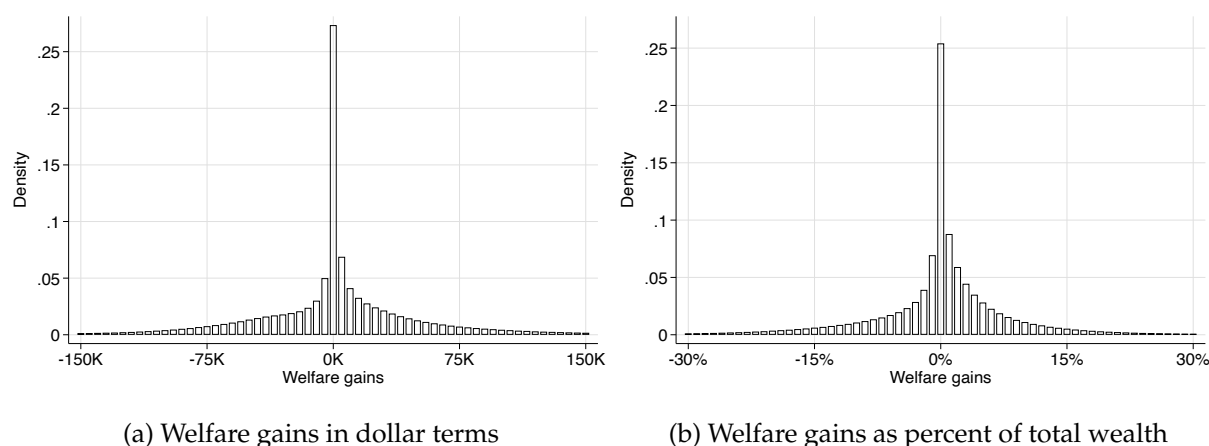 .25
.2
.15
.1
.05
0
Density
-150K
-75K
0K
75K
150K
Welfare gains
(a) Welfare gains in dollar terms
.25
.2
.15
.1
.05
0
Density
-30%
-15%
0%
15%
30%
Welfare gains
(b) Welfare gains as percent of total wealth